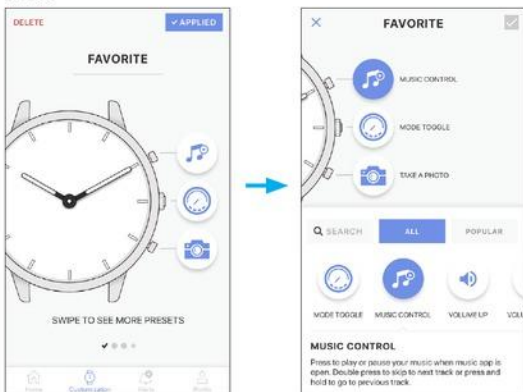 DELETE
APPLIED
FAVORITE
SWIPE TO SEE MORE PRESETS
Home
Customization
Alerts
Profile
FAVORITE
MUSIC CONTROL
MODE TOGGLE
TAKE A PHOTO
SEARCH
ALL
POPULAR
MODE TOGGLE
MUSIC CONTROL
VOLUME UP
VOLU
MUSIC CONTROL
Press to play or pause your music when music app is
open. Double press to skip to next track or press and
hold to go to previous track.